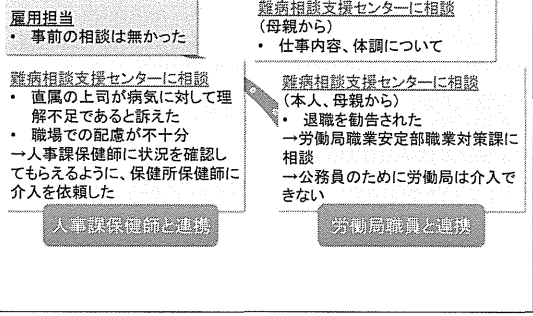 雇用担当
• 事前の相談は無かった
難病相談支援センターに相談
(母親から)
• 仕事内容、体調について
難病相談支援センターに相談
• 直属の上司が病気に対して理
解不足であると訴えた
• 職場での配慮が不十分
→人事課保健師に状況を確認し
てもらえるように、保健所保健師に
介入を依頼した
人事課保健師と連携
難病相談支援センターに相談
(本人、母親から)
• 退職を勧告された
→労働局職業安定部職業対策課に
相談
→公務員のために労働局は介入で
きない
労働局職員と連携